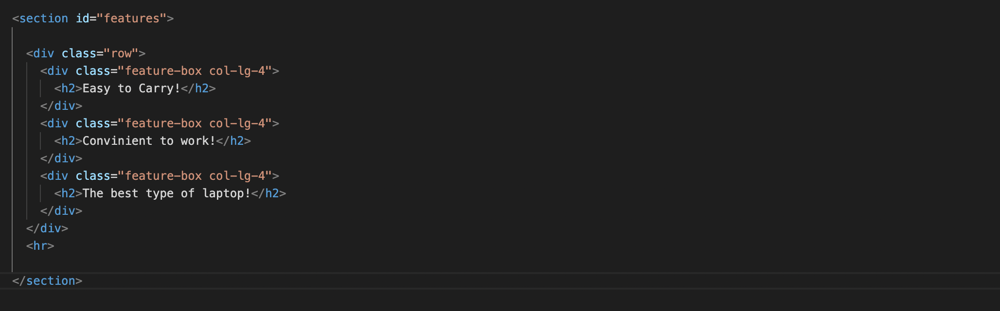 <section id="features">
<div class="row">
<div class="feature-box col-lg-4">
<h2>Easy to Carry!</h2>
</div>
<div class="feature-box col-lg-4">
<h2>Convinient to work!</h2>
</div>
<div class="feature-box col-lg-4">
<h2>The best type of laptop!</h2>
</div>
</div>
<hr>
</section>